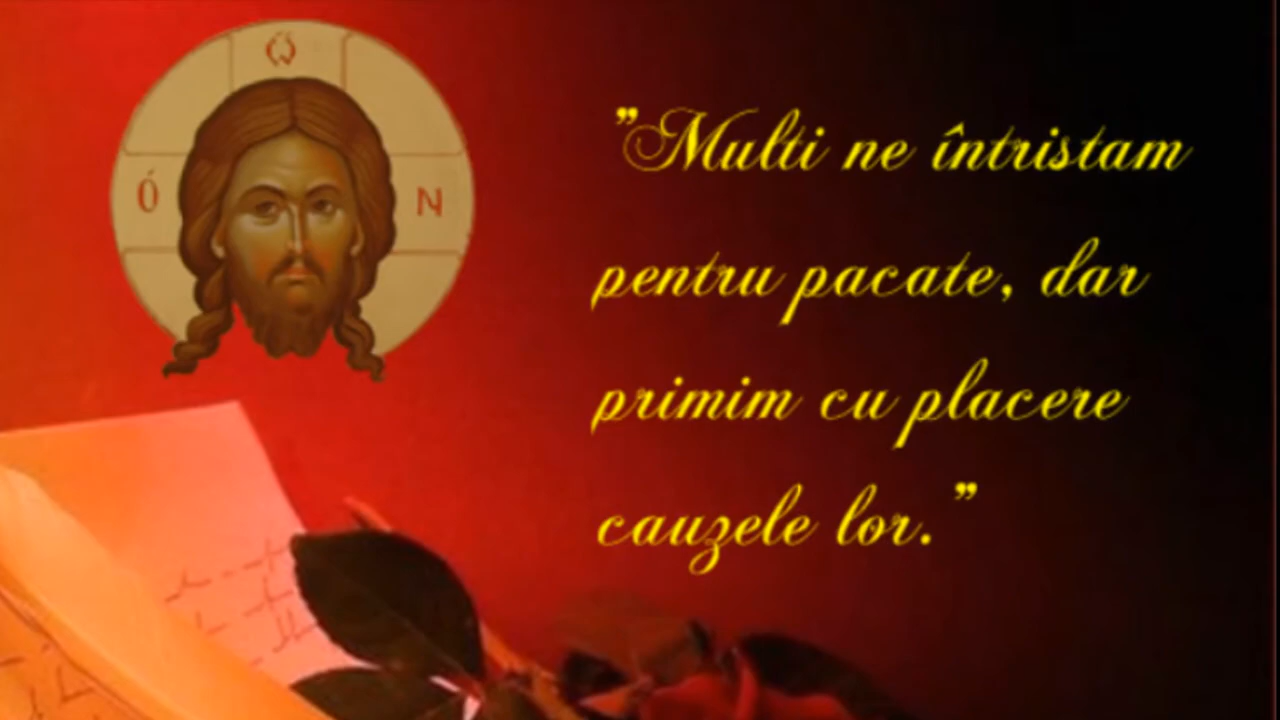 Ὁ Ὤ Ν
"Multi ne întristam
pentru pacate, dar
primim cu placere
cauzele lor."